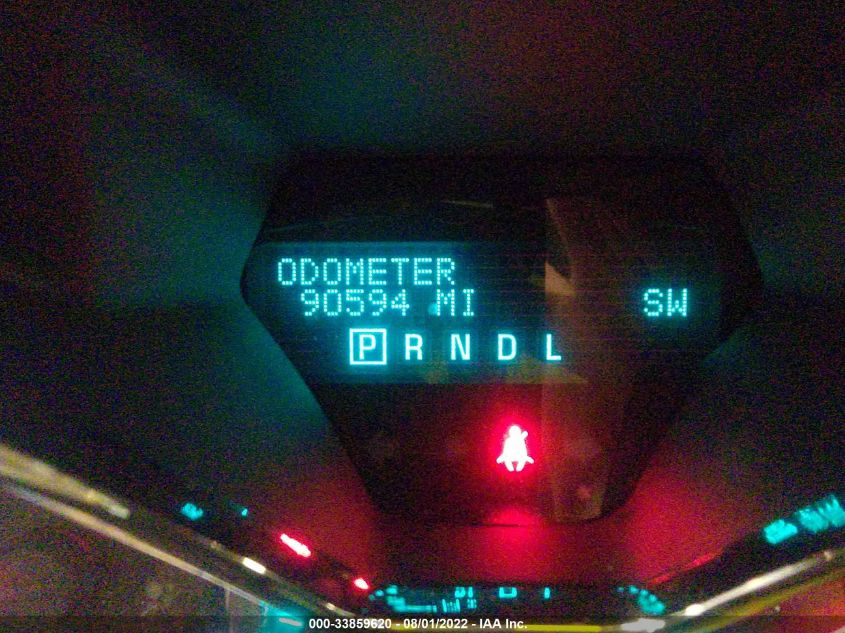 ODOMETER
90594 MI SW
P R N D L
000-33859620 - 08/01/2022 - IAA Inc.